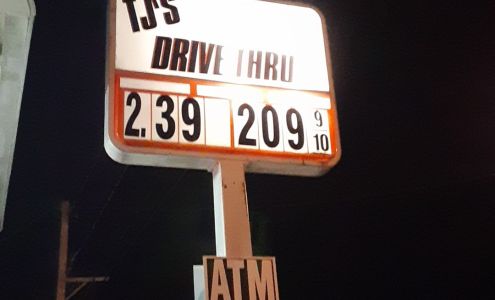 TJ'S
DRIVE THRU
2.39 209 9/10
ATM